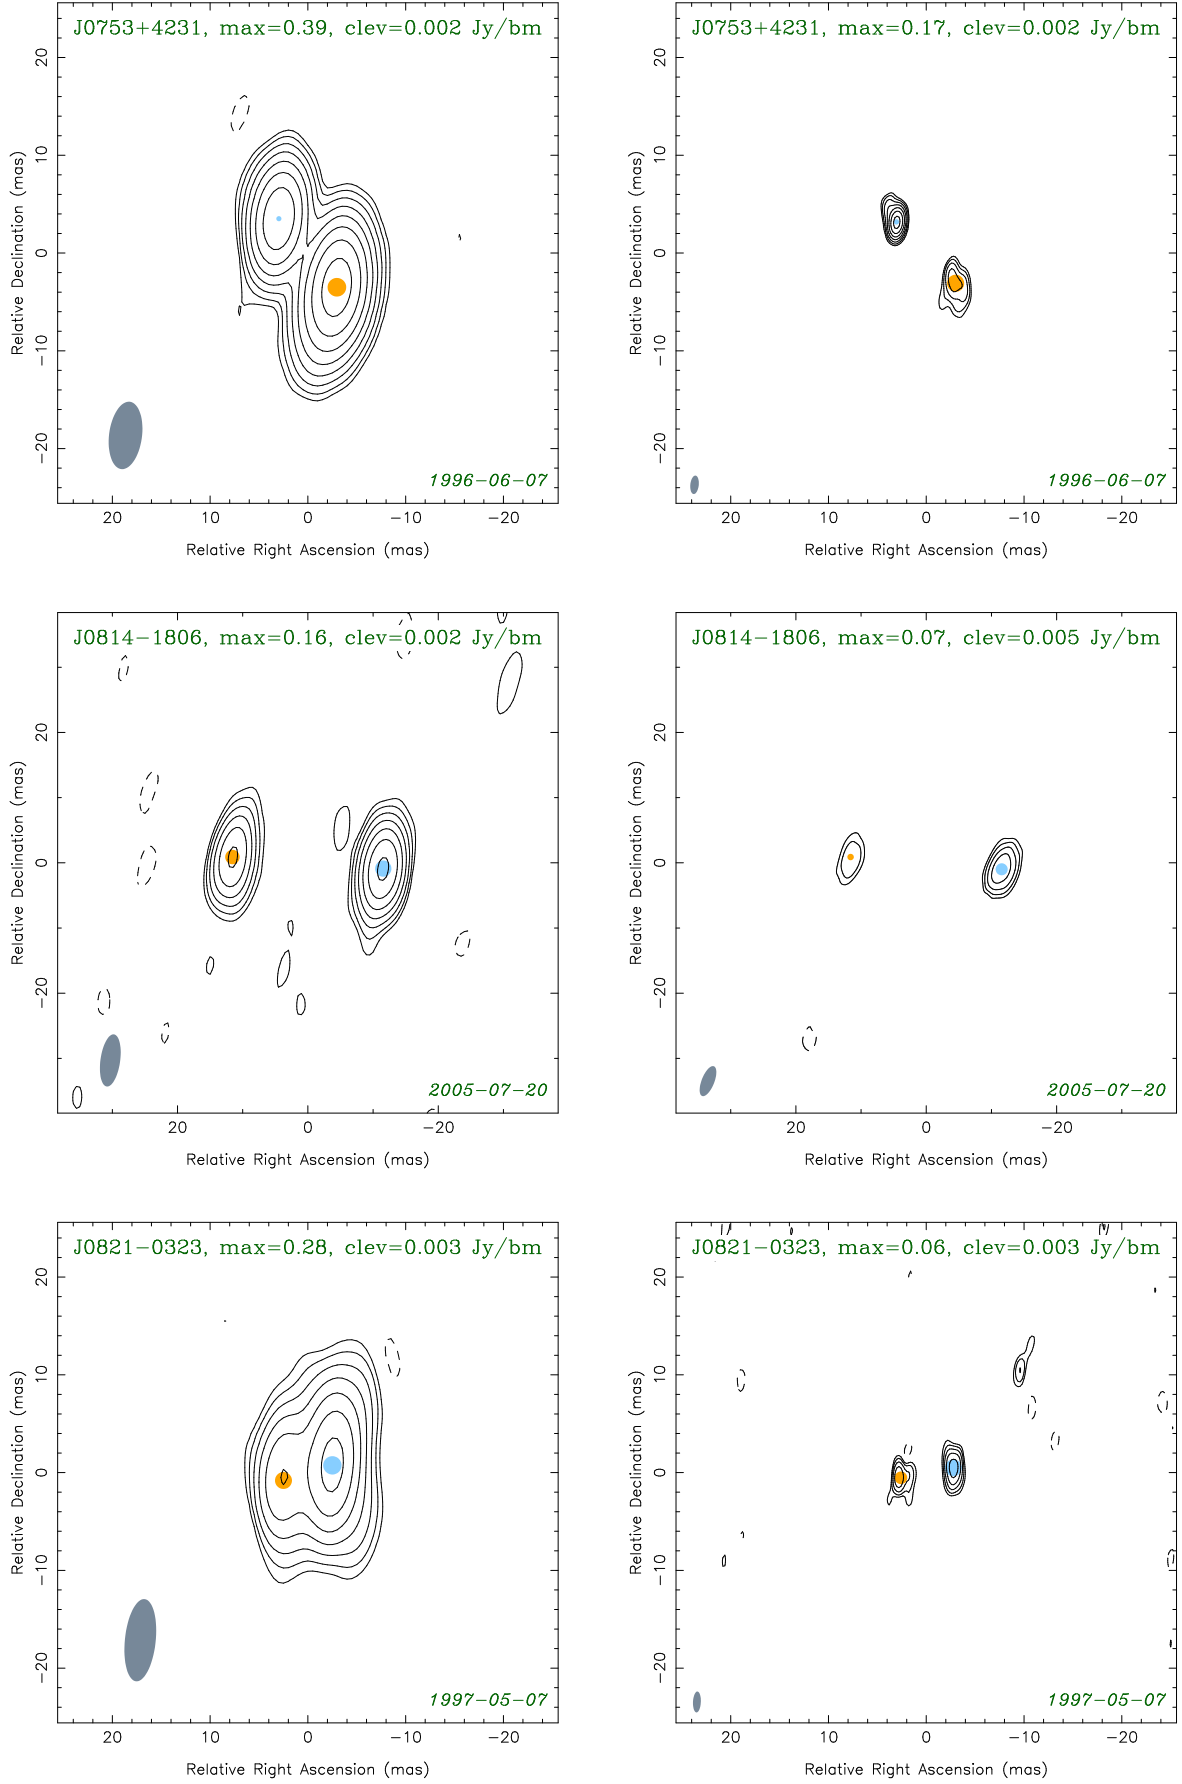 J0753+4231, max=0.39, clev=0.002 Jy/bm
20
10
0
−10
−20
Relative Declination (mas)
1996−06−07
20 10 0 −10 −20
Relative Right Ascension (mas)
J0753+4231, max=0.17, clev=0.002 Jy/bm
20
10
0
−10
−20
Relative Declination (mas)
1996−06−07
20 10 0 −10 −20
Relative Right Ascension (mas)
J0814−1806, max=0.16, clev=0.002 Jy/bm
20
0
−20
Relative Declination (mas)
2005−07−20
20 0 −20
Relative Right Ascension (mas)
J0814−1806, max=0.07, clev=0.005 Jy/bm
20
0
−20
Relative Declination (mas)
2005−07−20
20 0 −20
Relative Right Ascension (mas)
J0821−0323, max=0.28, clev=0.003 Jy/bm
20
10
0
−10
−20
Relative Declination (mas)
1997−05−07
20 10 0 −10 −20
Relative Right Ascension (mas)
J0821−0323, max=0.06, clev=0.003 Jy/bm
20
10
0
−10
−20
Relative Declination (mas)
1997−05−07
20 10 0 −10 −20
Relative Right Ascension (mas)